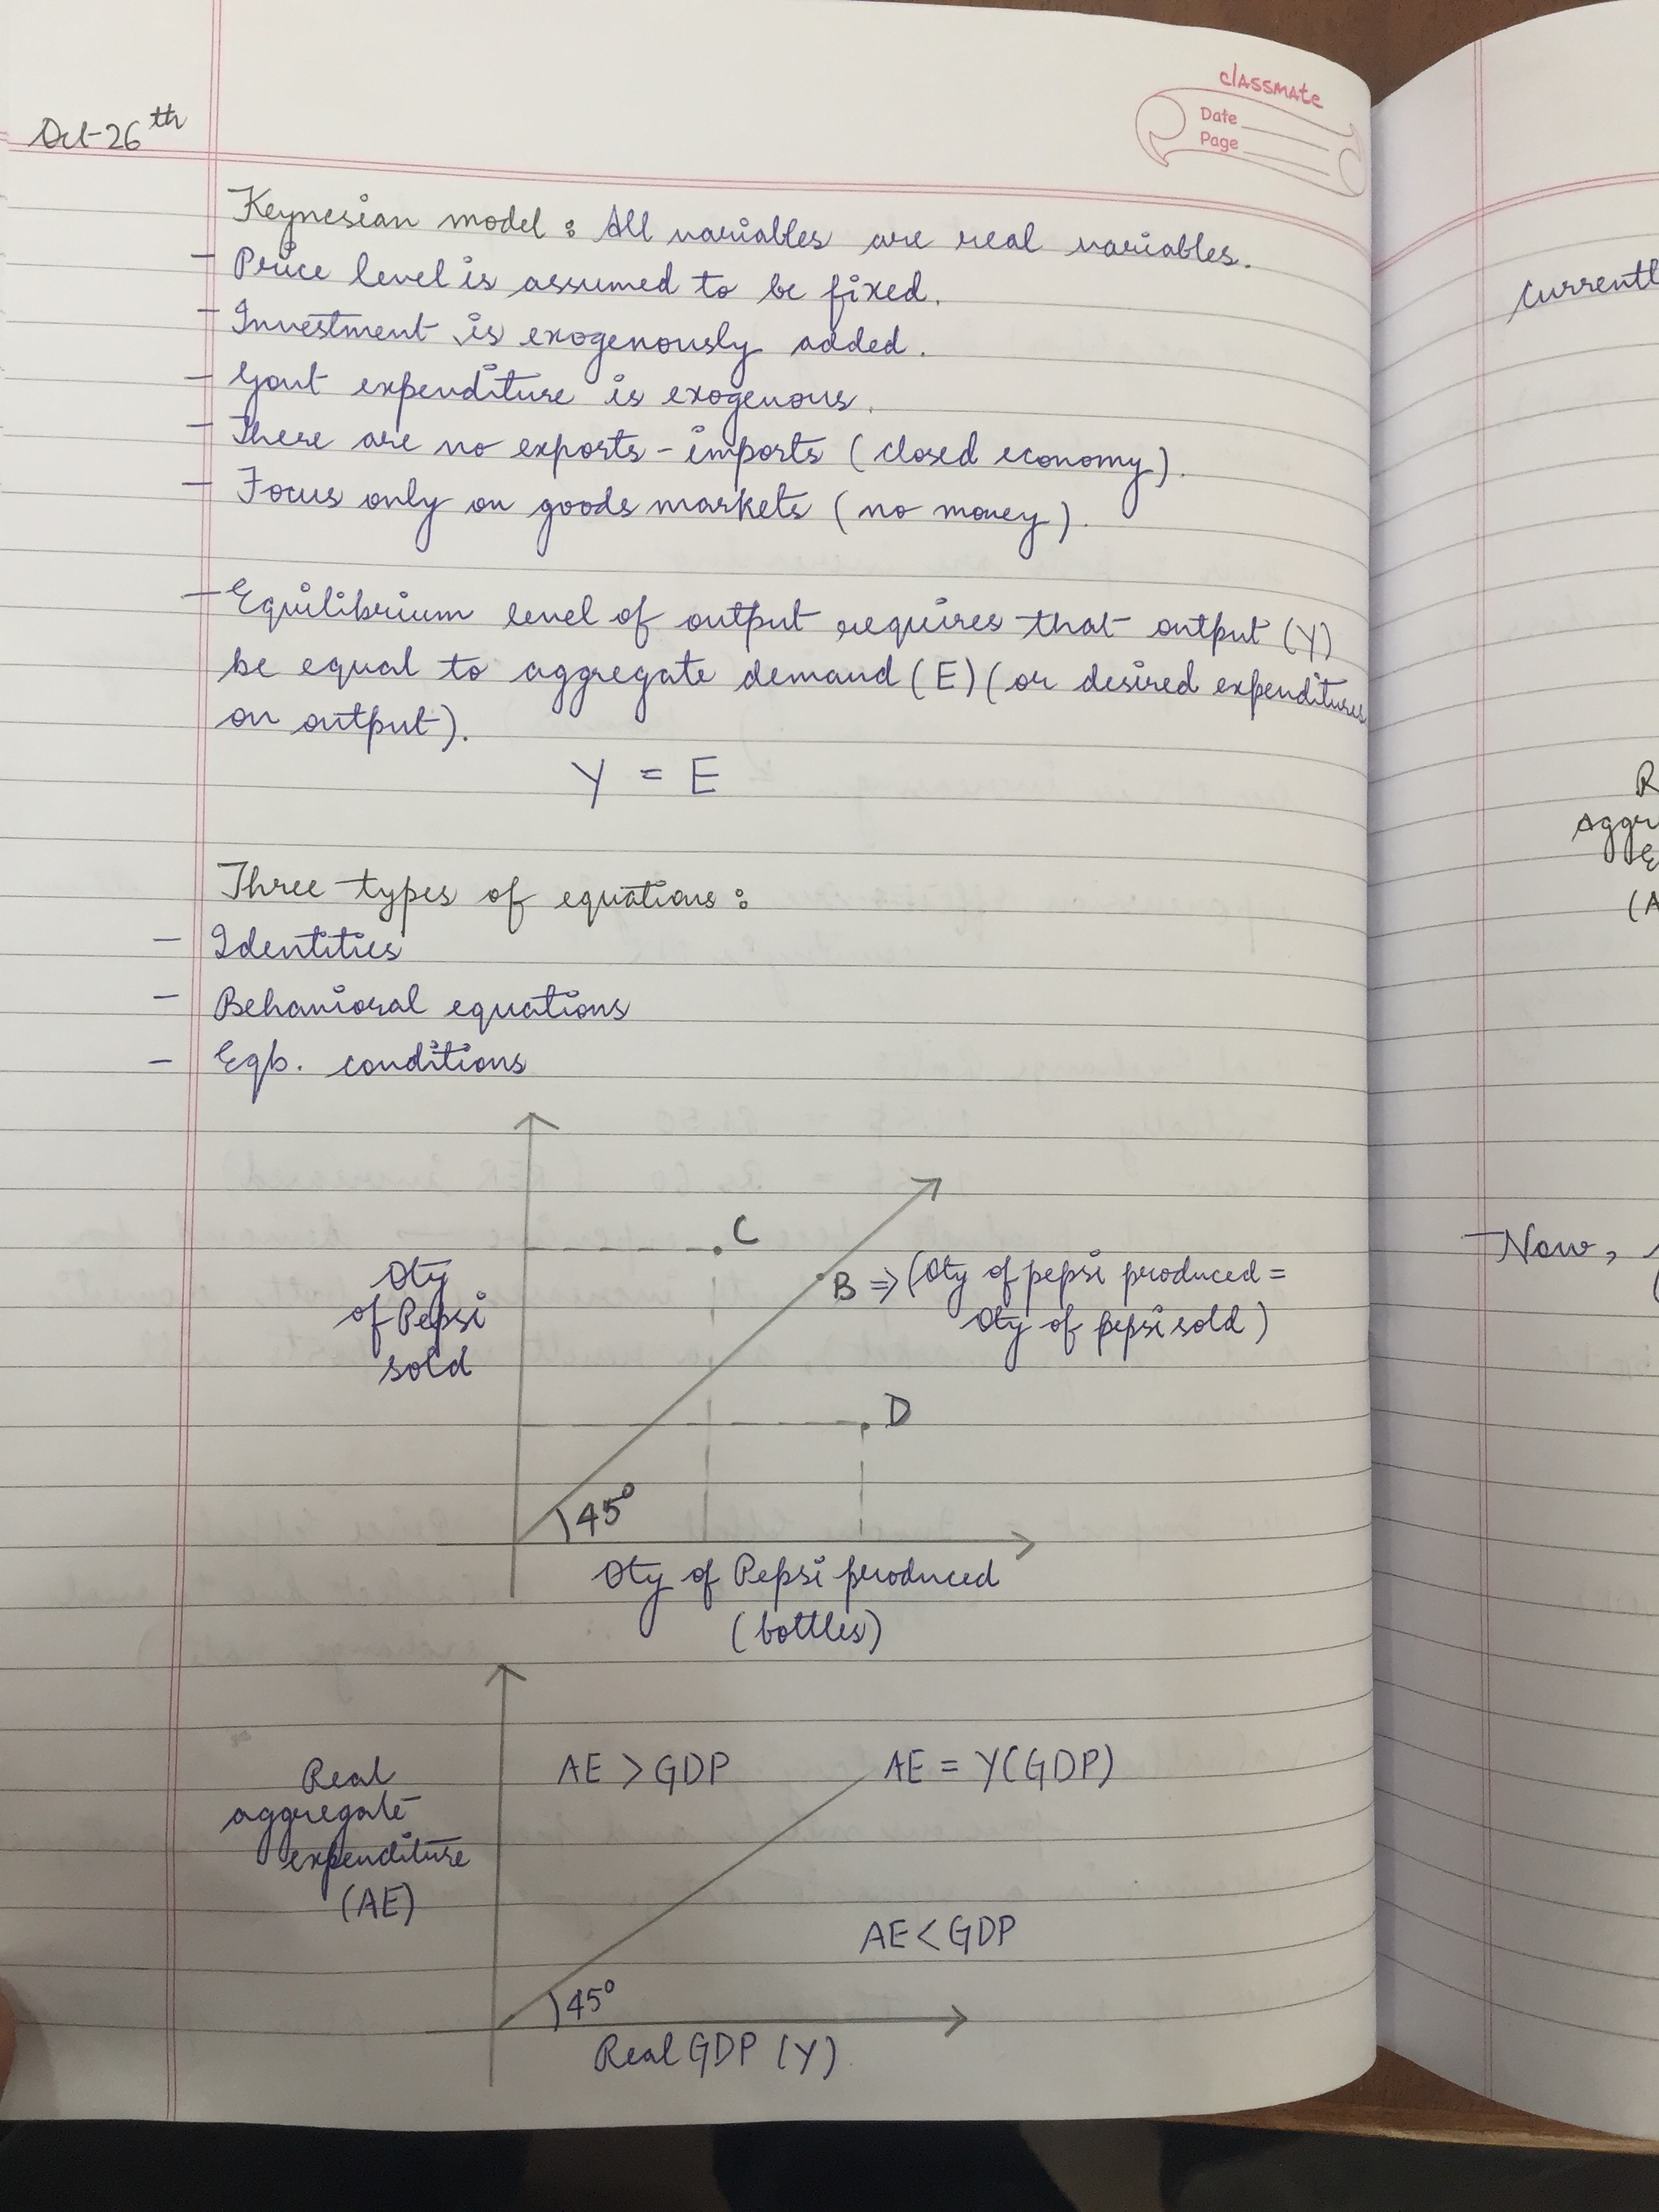 classmate
Date
Page
Oct-26th
Keynesian model : All variables are real variables.
- Price level is assumed to be fixed.
- Investment is exogenously added.
- Govt expenditure is exogenous.
- There are no exports - imports (closed economy).
- Focus only on goods markets (no money).
- Equilibrium level of output requires that output (Y)
be equal to aggregate demand (E) (or desired expenditures
on output).
Y = E
Three types of equations :
- Identities
- Behavioral equations
- Eqb. conditions
C
Qty
of Pepsi
sold
B => (Qty of pepsi produced =
Qty of pepsi sold)
D
45°
Qty of Pepsi produced
(bottles)
Real
aggregate
expenditure
(AE)
AE > GDP
AE = Y(GDP)
AE < GDP
45°
Real GDP (Y)
Now,